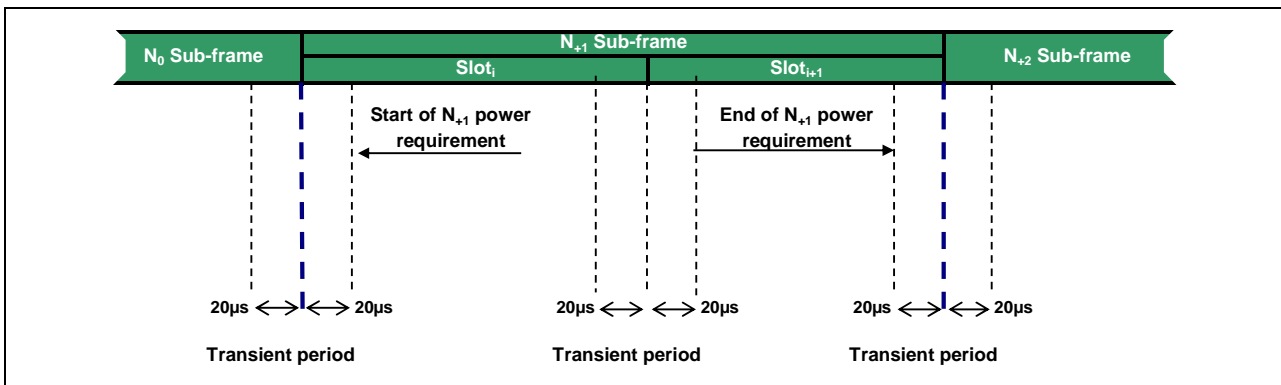 N+1 Sub-frame
N0 Sub-frame
N+2 Sub-frame
Sloti
Sloti+1
Start of N+1 power
requirement
End of N+1 power
requirement
20µs
20µs
20µs
20µs
20µs
20µs
Transient period
Transient period
Transient period